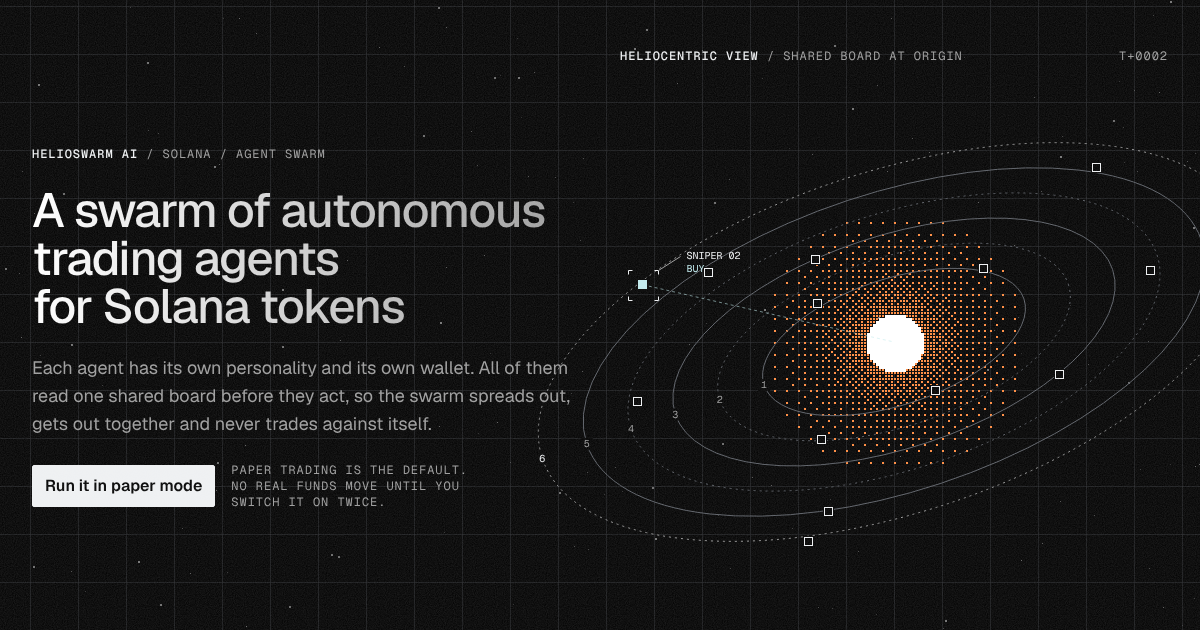 HELIOCENTRIC VIEW / SHARED BOARD AT ORIGIN
T+0002
HELIOSWARM AI / SOLANA / AGENT SWARM
A swarm of autonomous
trading agents
for Solana tokens
Each agent has its own personality and its own wallet. All of them
read one shared board before they act, so the swarm spreads out,
gets out together and never trades against itself.
Run it in paper mode
PAPER TRADING IS THE DEFAULT.
NO REAL FUNDS MOVE UNTIL YOU
SWITCH IT ON TWICE.
SNIPER 02
BUY
1
2
3
4
5
6